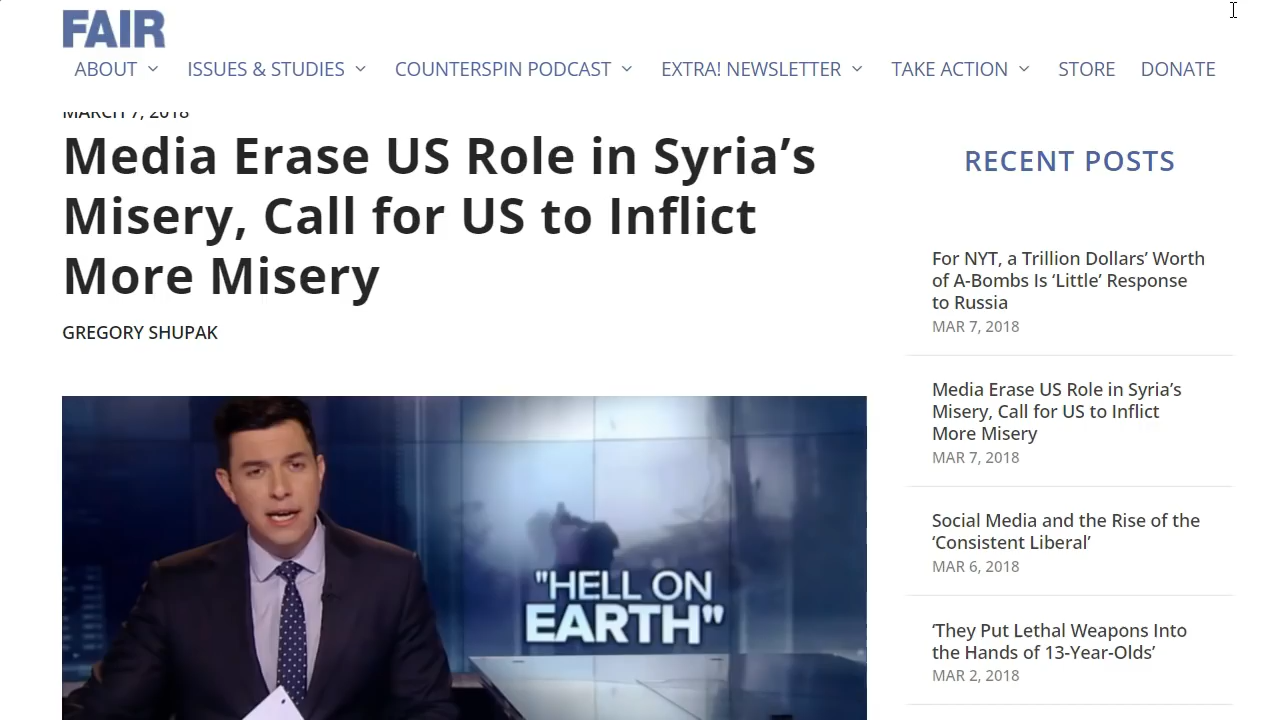 FAIR
ABOUT
ISSUES & STUDIES
COUNTERSPIN PODCAST
EXTRA! NEWSLETTER
TAKE ACTION
STORE
DONATE
MARCH 7, 2018
Media Erase US Role in Syria’s
Misery, Call for US to Inflict
More Misery
GREGORY SHUPAK
"HELL ON
EARTH"
RECENT POSTS
For NYT, a Trillion Dollars’ Worth
of A-Bombs Is ‘Little’ Response
to Russia
MAR 7, 2018
Media Erase US Role in Syria’s
Misery, Call for US to Inflict
More Misery
MAR 7, 2018
Social Media and the Rise of the
‘Consistent Liberal’
MAR 6, 2018
‘They Put Lethal Weapons Into
the Hands of 13-Year-Olds’
MAR 2, 2018